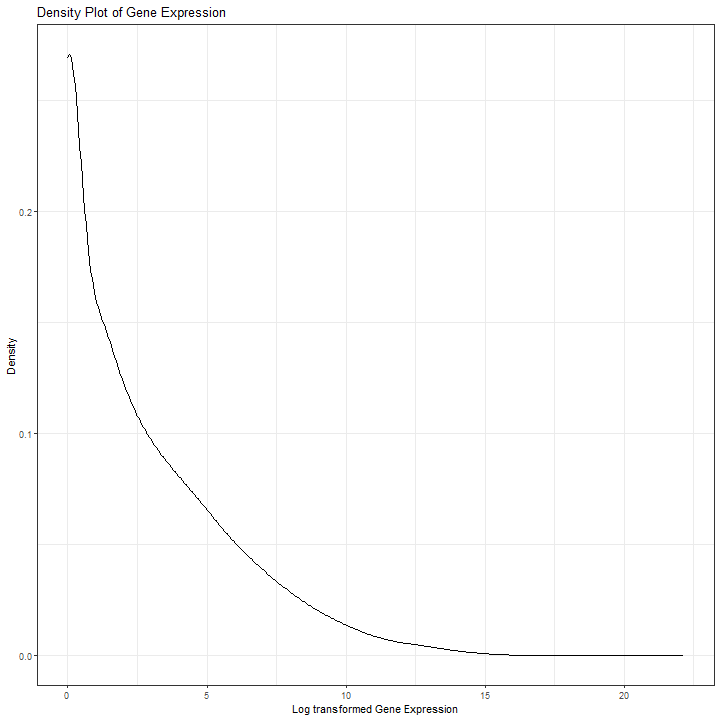 Density Plot of Gene Expression
0.2
0.1
0.0
Density
0 5 10 15 20
Log transformed Gene Expression